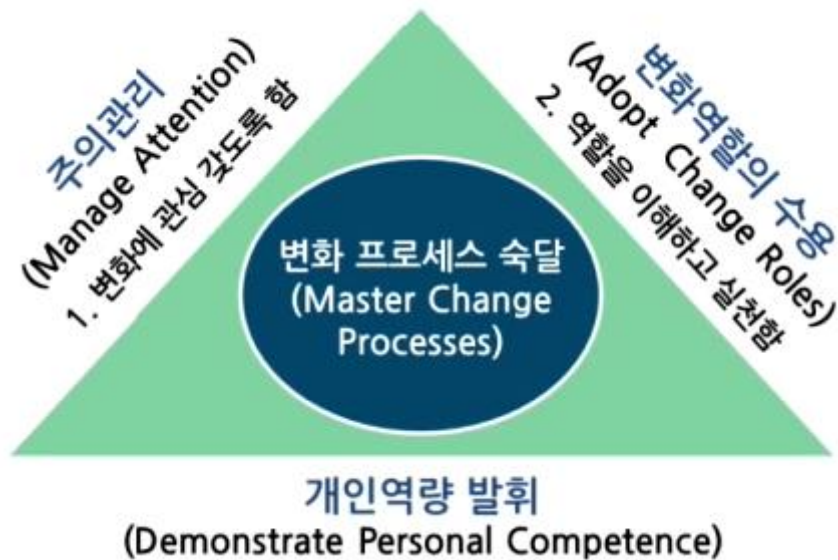 주의관리
(Manage Attention)
1. 변화에 관심 갖도록 함
변화역할의 수용
(Adopt Change Roles)
2. 역할을 이해하고 실천함
변화 프로세스 숙달
(Master Change
Processes)
개인역량 발휘
(Demonstrate Personal Competence)